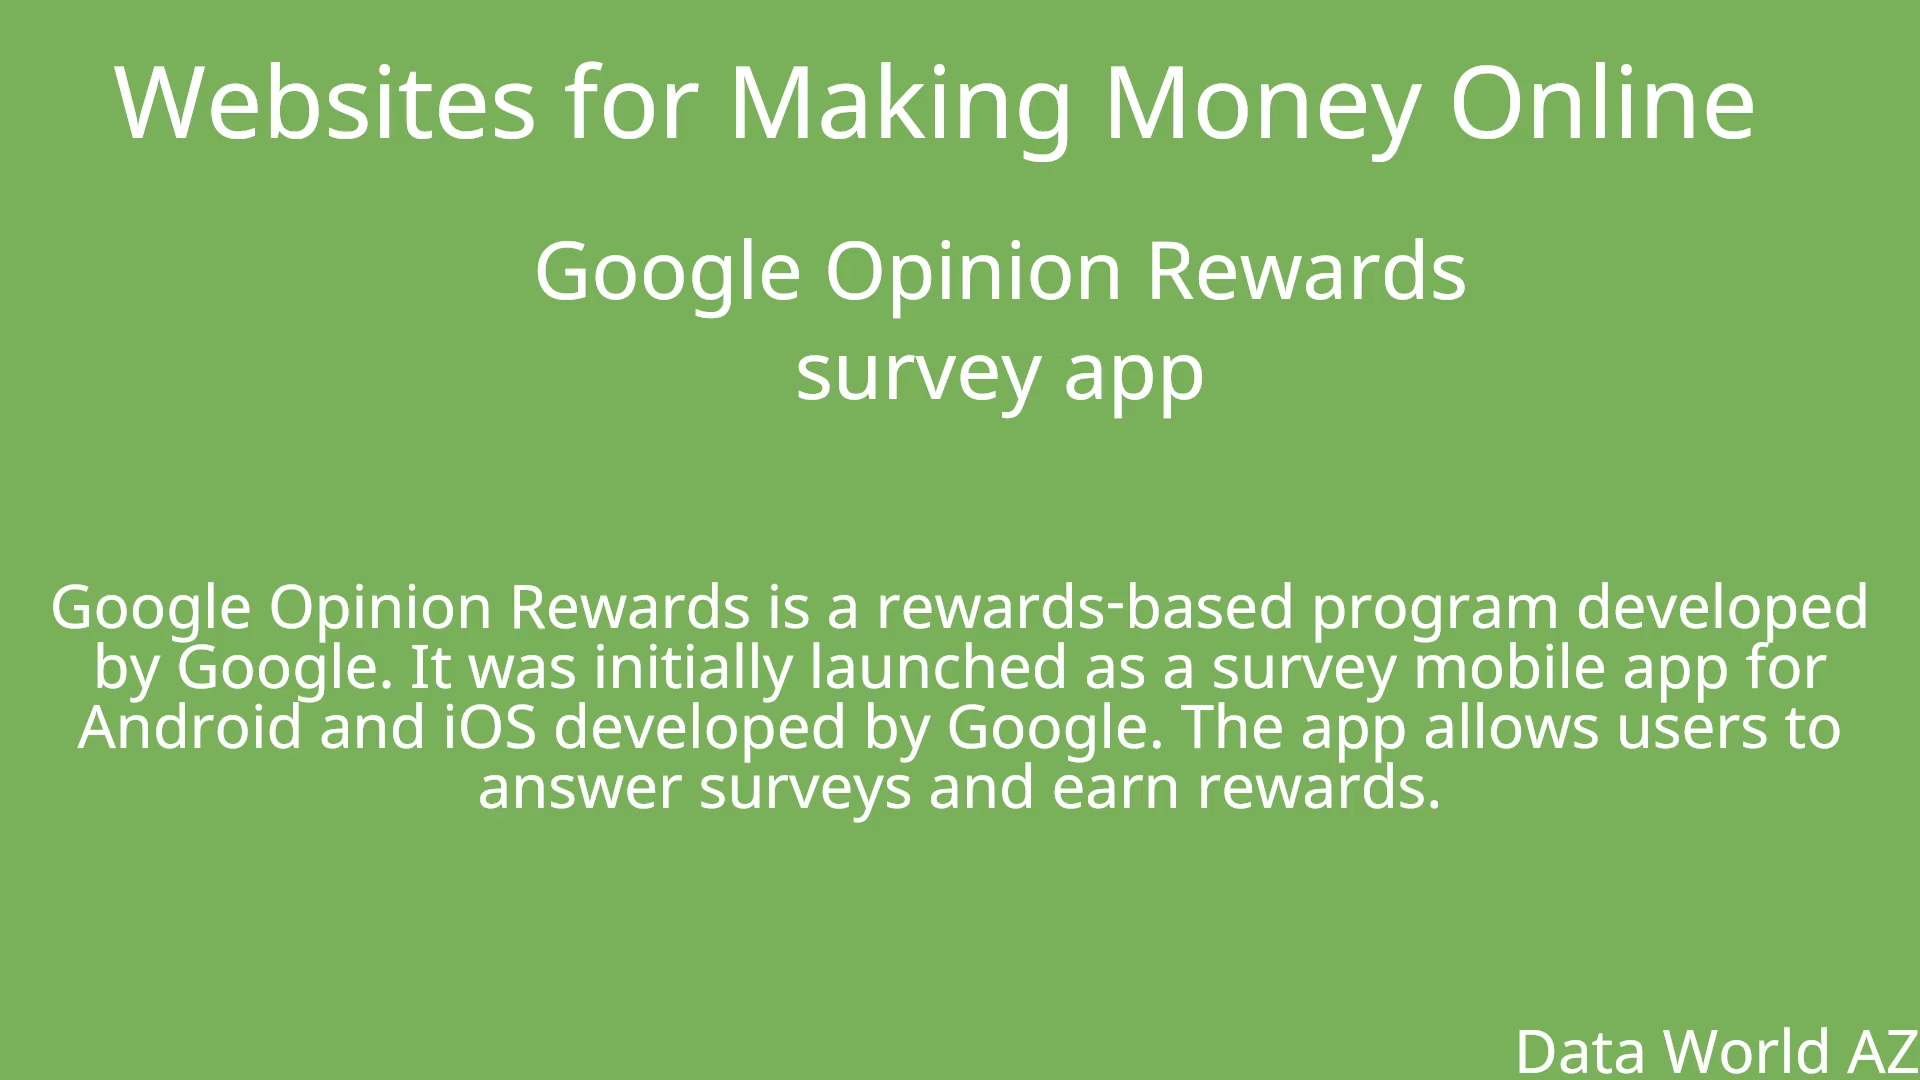 Websites for Making Money Online
Google Opinion Rewards
survey app
Google Opinion Rewards is a rewards-based program developed
by Google. It was initially launched as a survey mobile app for
Android and iOS developed by Google. The app allows users to
answer surveys and earn rewards.
Data World AZ